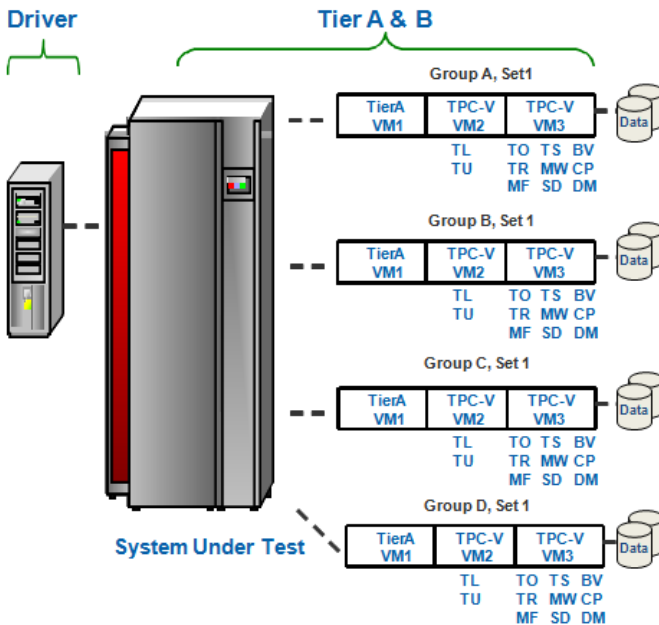 Driver
Tier A & B
Group A, Set1
TierA TPC-V TPC-V
VM1 VM2 VM3
Data
TL TO TS BV
TU TR MW CP
MF SD DM
Group B, Set 1
TierA TPC-V TPC-V
VM1 VM2 VM3
Data
TL TO TS BV
TU TR MW CP
MF SD DM
Group C, Set 1
TierA TPC-V TPC-V
VM1 VM2 VM3
Data
TL TO TS BV
TU TR MW CP
MF SD DM
Group D, Set 1
System Under Test
TierA TPC-V TPC-V
VM1 VM2 VM3
Data
TL TO TS BV
TU TR MW CP
MF SD DM